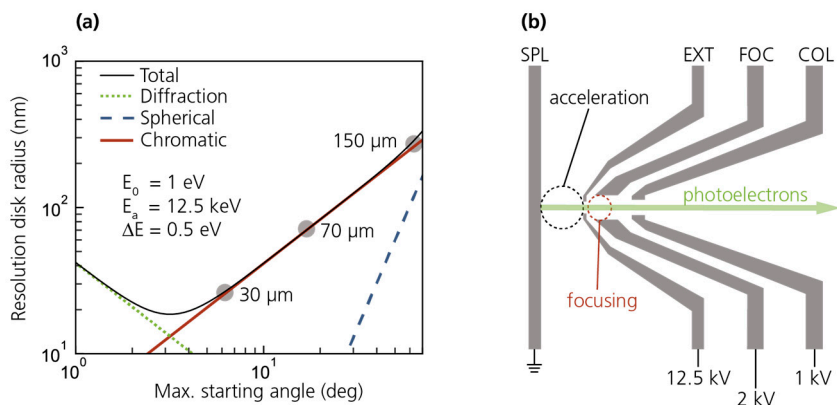 (a)
10³
10²
10¹
10⁰
10¹
Resolution disk radius (nm)
Max. starting angle (deg)
Total
Diffraction
Spherical
Chromatic
E₀ = 1 eV
Eₐ = 12.5 keV
ΔE = 0.5 eV
150 µm
70 µm
30 µm
(b)
SPL
EXT
FOC
COL
acceleration
photoelectrons
focusing
12.5 kV
2 kV
1 kV